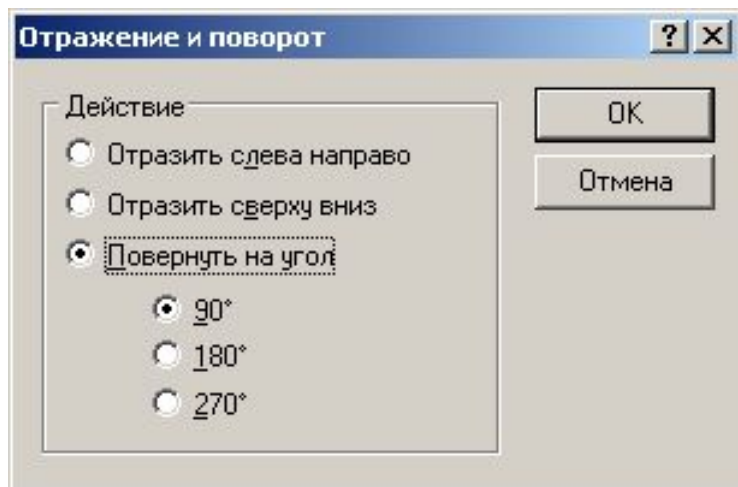 Отражение и поворот
Действие
Отразить слева направо
Отразить сверху вниз
Повернуть на угол
90°
180°
270°
OK
Отмена